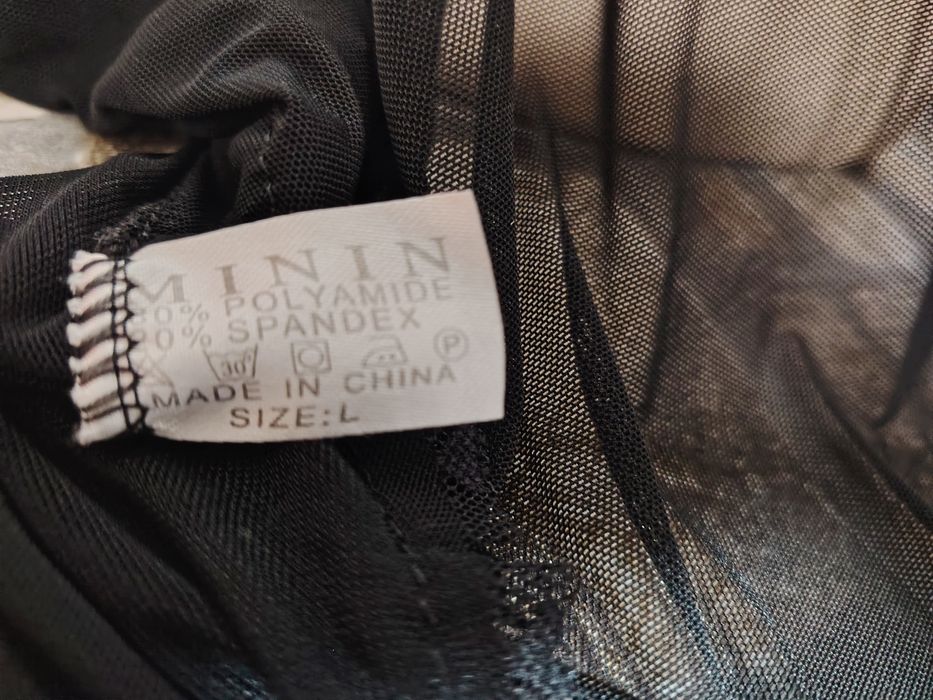 MININ
POLYAMIDE
SPANDEX
30° P
MADE IN CHINA
SIZE:L